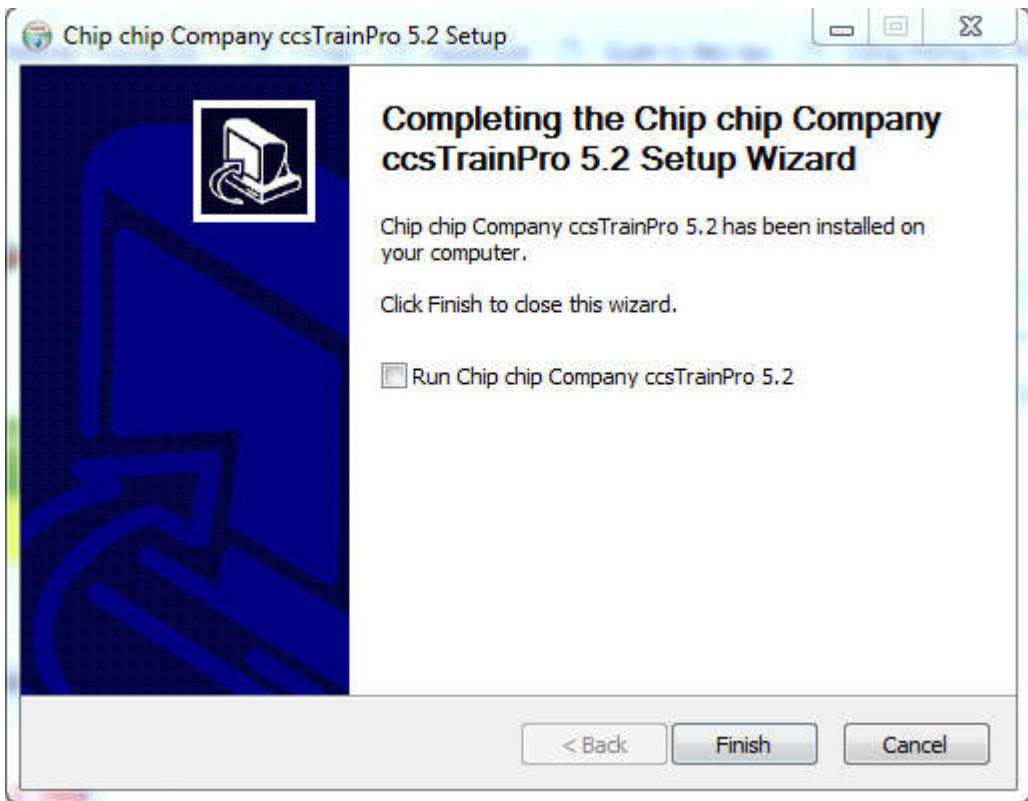 Chip chip Company ccsTrainPro 5.2 Setup
Completing the Chip chip Company
ccsTrainPro 5.2 Setup Wizard
Chip chip Company ccsTrainPro 5.2 has been installed on
your computer.
Click Finish to close this wizard.
Run Chip chip Company ccsTrainPro 5.2
< Back
Finish
Cancel